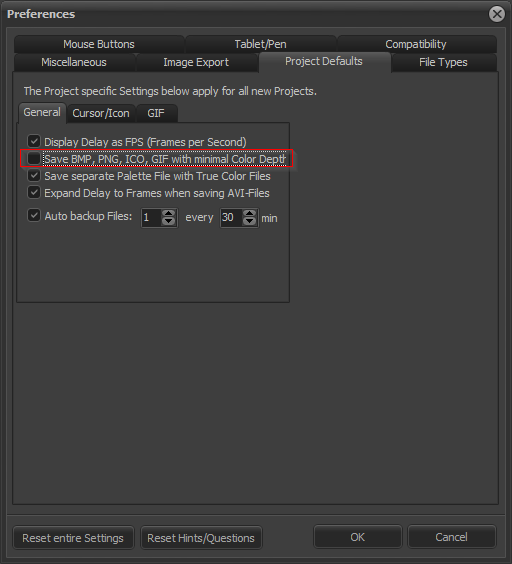 Preferences
Mouse Buttons Tablet/Pen Compatibility
Miscellaneous Image Export Project Defaults File Types
The Project specific Settings below apply for all new Projects.
General Cursor/Icon GIF
Display Delay as FPS (Frames per Second)
Save BMP, PNG, ICO, GIF with minimal Color Depth
Save separate Palette File with True Color Files
Expand Delay to Frames when saving AVI-Files
Auto backup Files: 1 every 30 min
Reset entire Settings Reset Hints/Questions OK Cancel